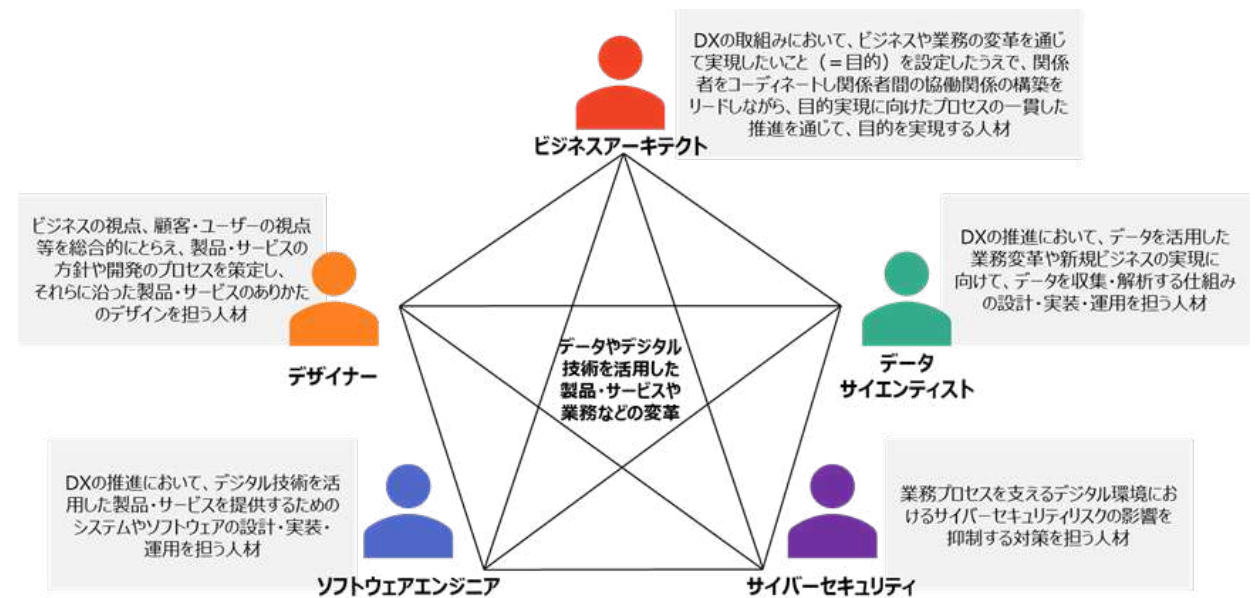 DXの取組みにおいて、ビジネスや業務の変革を通じ
て実現したいこと（＝目的）を設定したうえで、関係
者をコーディネートし関係者間の協働関係の構築を
リードしながら、目的実現に向けたプロセスの一貫した
推進を通じて、目的を実現する人材
ビジネスアーキテクト
ビジネスの視点、顧客・ユーザーの視点
等を総合的にとらえ、製品・サービスの
方針や開発のプロセスを策定し、
それらに沿った製品・サービスのありかた
のデザインを担う人材
デザイナー
DXの推進において、データを活用した
業務変革や新規ビジネスの実現に
向けて、データを収集・解析する仕組み
の設計・実装・運用を担う人材
データ
サイエンティスト
データやデジタル
技術を活用した
製品・サービスや
業務などの変革
DXの推進において、デジタル技術を活
用した製品・サービスを提供するための
システムやソフトウェアの設計・実装・
運用を担う人材
ソフトウェアエンジニア
業務プロセスを支えるデジタル環境にお
けるサイバーセキュリティリスクの影響を
抑制する対策を担う人材
サイバーセキュリティ